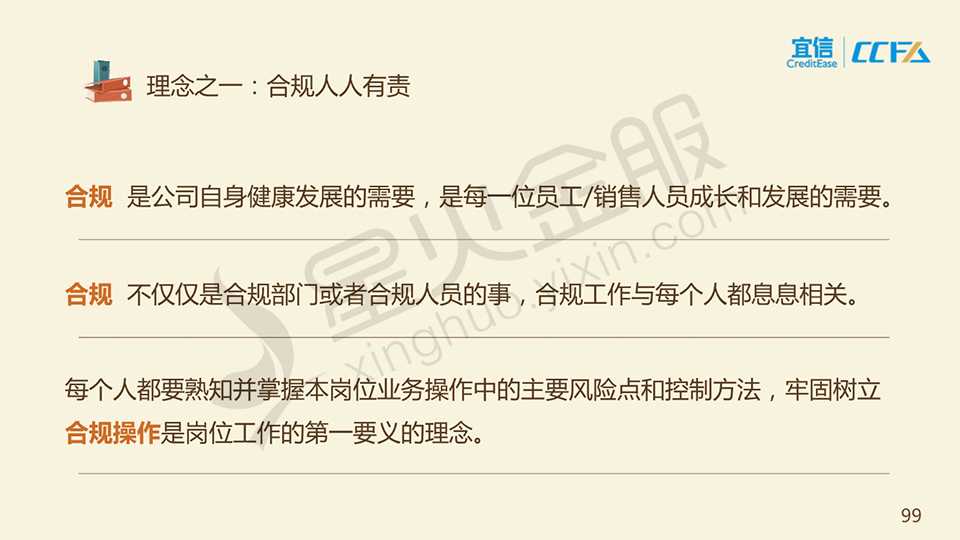 宜信 CCFA
CreditEase
理念之一：合规人人有责
合规 是公司自身健康发展的需要，是每一位员工/销售人员成长和发展的需要。
合规 不仅仅是合规部门或者合规人员的事，合规工作与每个人都息息相关。
每个人都要熟知并掌握本岗位业务操作中的主要风险点和控制方法，牢固树立
合规操作是岗位工作的第一要义的理念。
星火金服
xinghuo.yixin.com
99